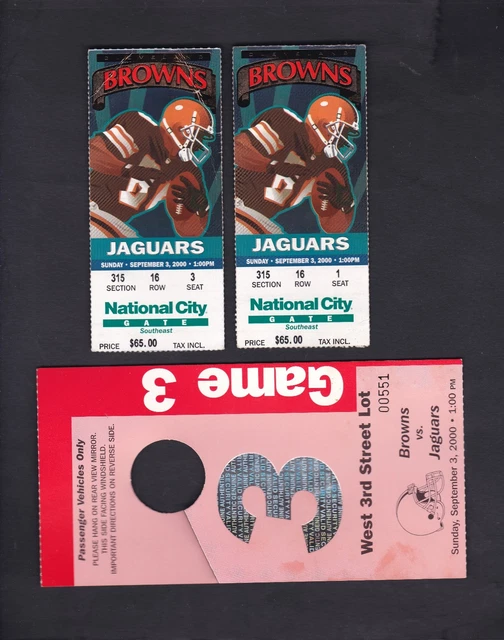 CLEVELAND
BROWNS
JAGUARS
SUNDAY • SEPTEMBER 3, 2000 • 1:00PM
315 16 3
SECTION ROW SEAT
National City
GATE
Southeast
PRICE $65.00 TAX INCL.
CLEVELAND
BROWNS
JAGUARS
SUNDAY • SEPTEMBER 3, 2000 • 1:00PM
315 16 1
SECTION ROW SEAT
National City
GATE
Southeast
PRICE $65.00 TAX INCL.
Game 3
Passenger Vehicles Only
PLEASE HANG ON REAR VIEW MIRROR.
THIS SIDE FACING WINDSHIELD.
IMPORTANT DIRECTIONS ON REVERSE SIDE.
3
West 3rd Street Lot
00551
Browns
vs.
Jaguars
Sunday, September 3, 2000 • 1:00 PM